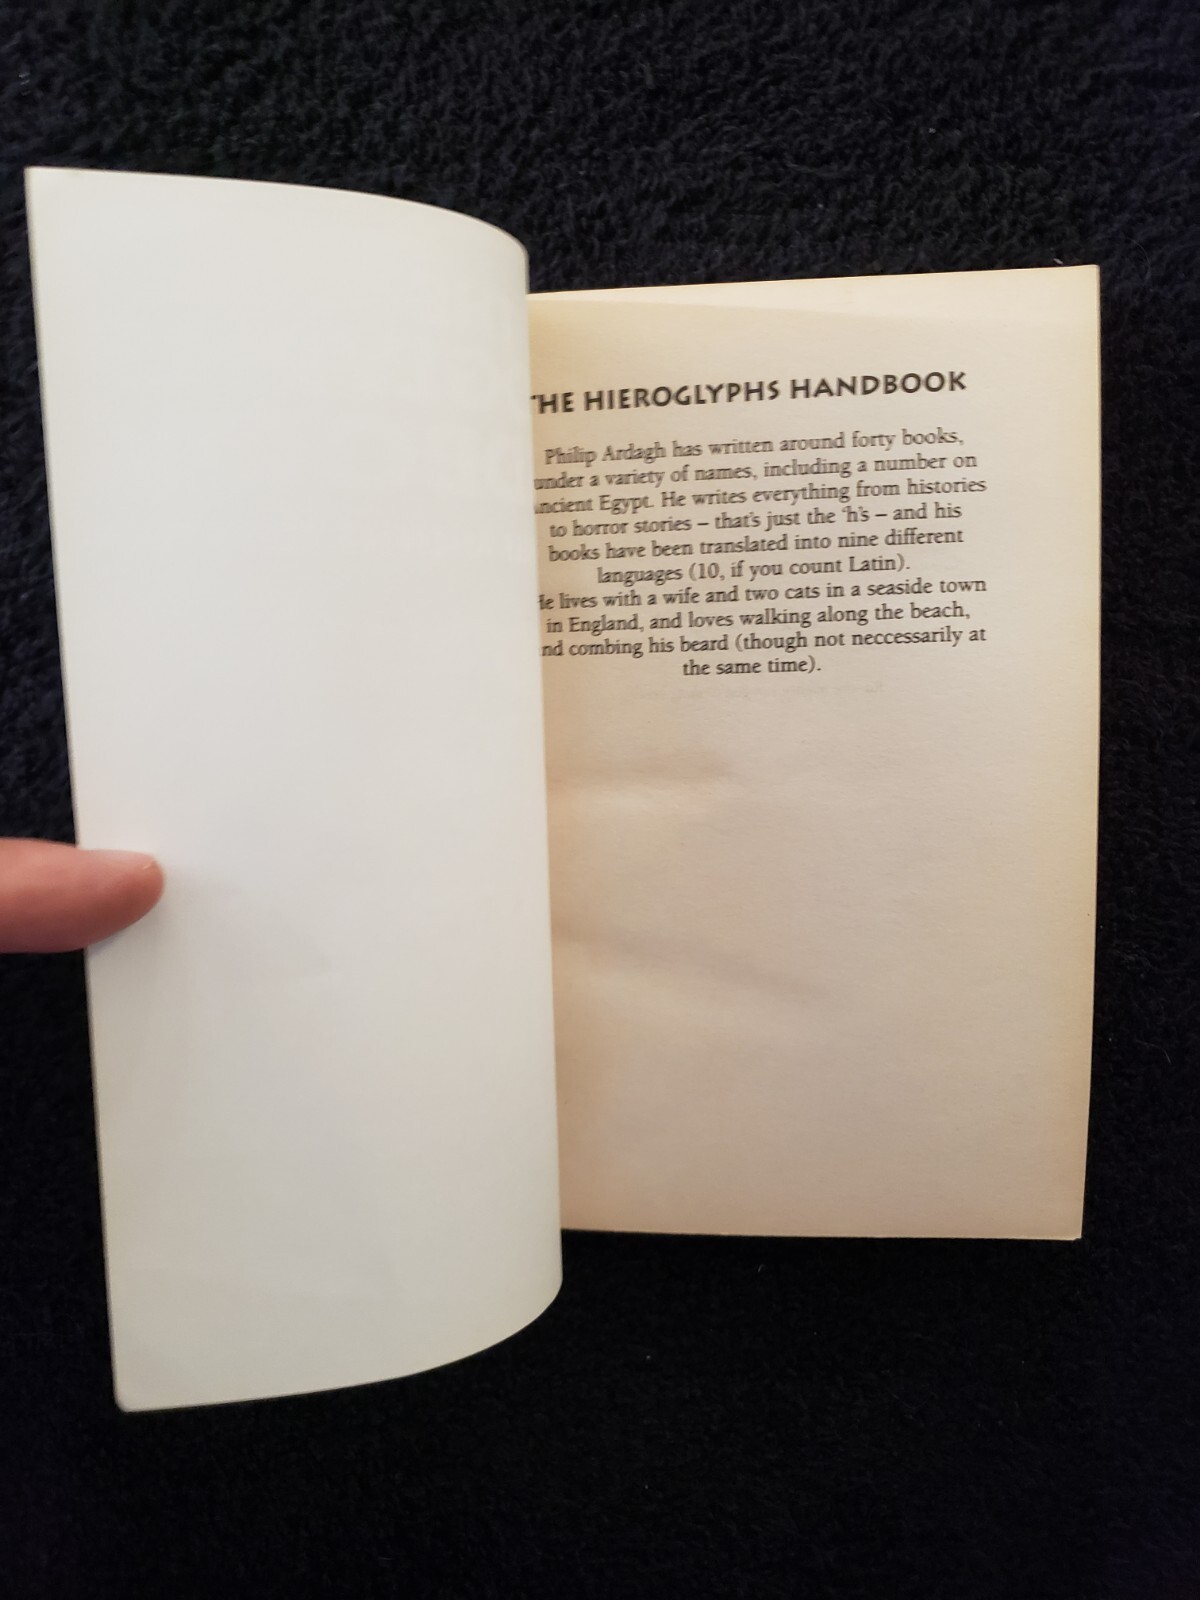 THE HIEROGLYPHS HANDBOOK
Philip Ardagh has written around forty books,
under a variety of names, including a number on
ancient Egypt. He writes everything from histories
to horror stories – that's just the 'h's – and his
books have been translated into nine different
languages (10, if you count Latin).
He lives with a wife and two cats in a seaside town
in England, and loves walking along the beach,
nd combing his beard (though not neccessarily at
the same time).